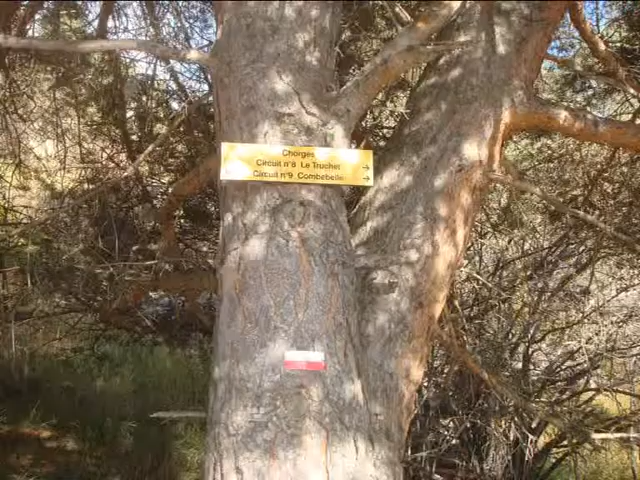 Chorges
Circuit n°8 Le Truchet →
Circuit n°9 Combebelle →